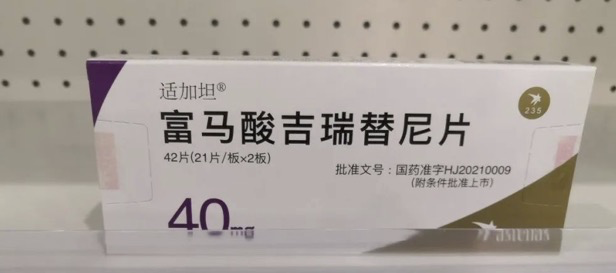 适加坦®
富马酸吉瑞替尼片
42片(21片/板×2板)
235
批准文号：国药准字HJ20210009
(附条件批准上市)
40mg
astellas